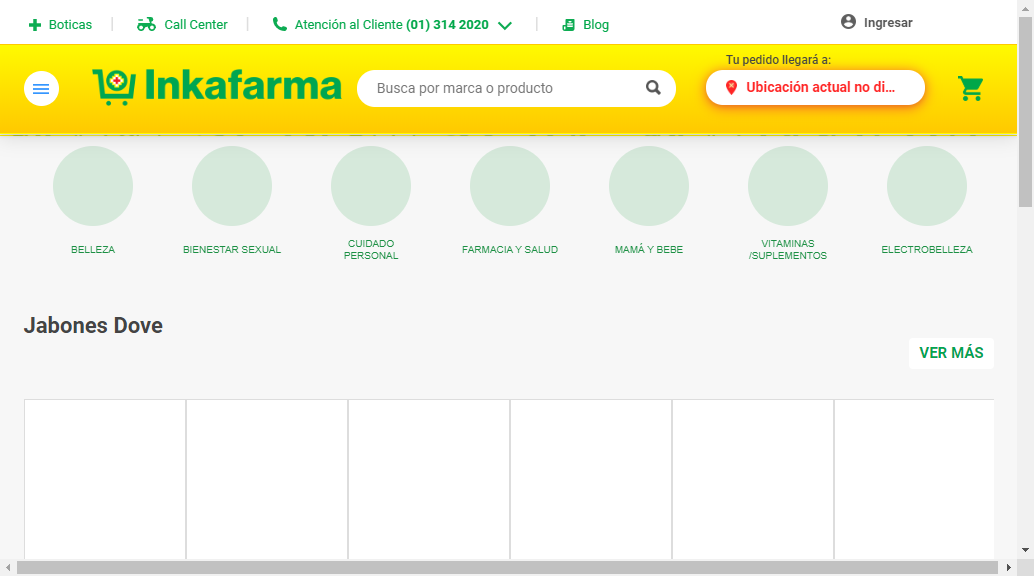 Boticas
Call Center
Atención al Cliente (01) 314 2020
Blog
Ingresar
Inkafarma
Busca por marca o producto
Tu pedido llegará a:
Ubicación actual no di...
BELLEZA
BIENESTAR SEXUAL
CUIDADO
PERSONAL
FARMACIA Y SALUD
MAMÁ Y BEBE
VITAMINAS
/SUPLEMENTOS
ELECTROBELLEZA
Jabones Dove
VER MÁS